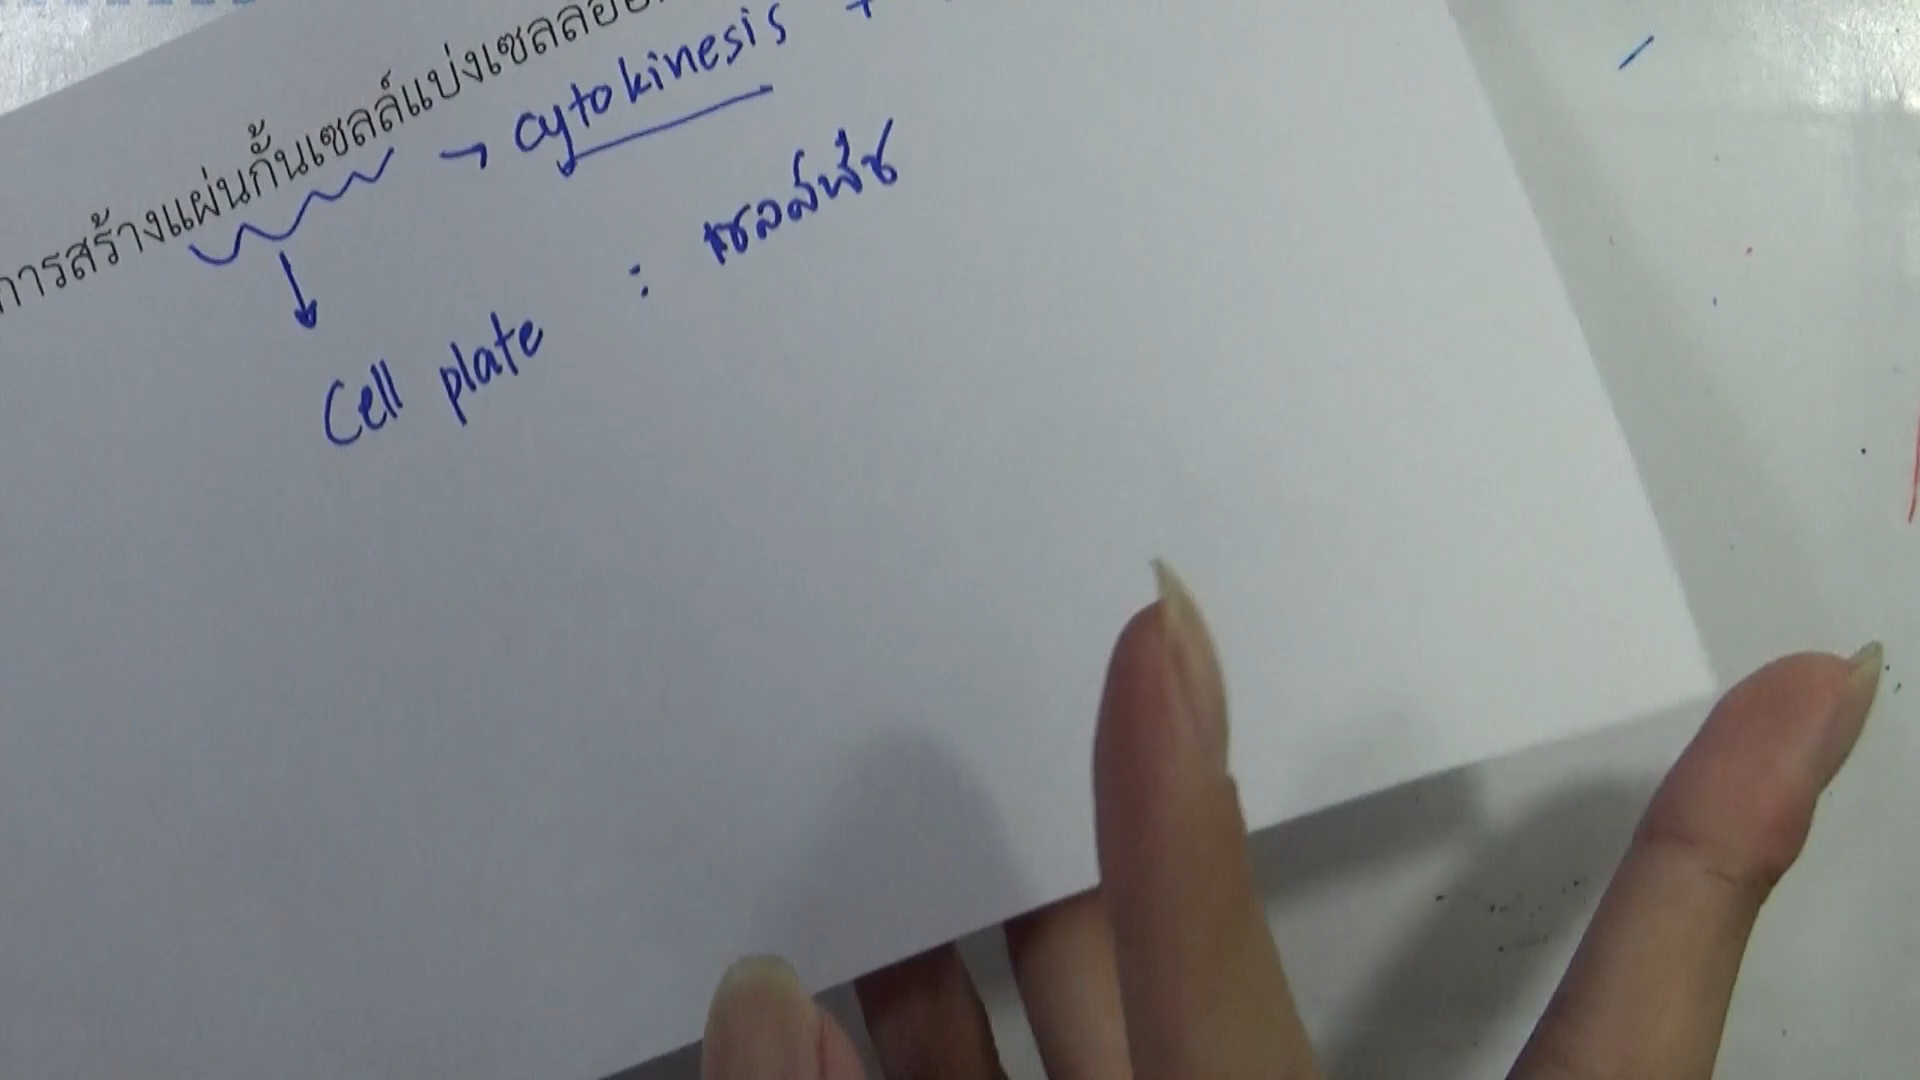 การสร้างแผ่นกั้นเซลล์แบ่งเซลล์
→ cytokinesis +
↓
Cell plate : เซลล์พืช